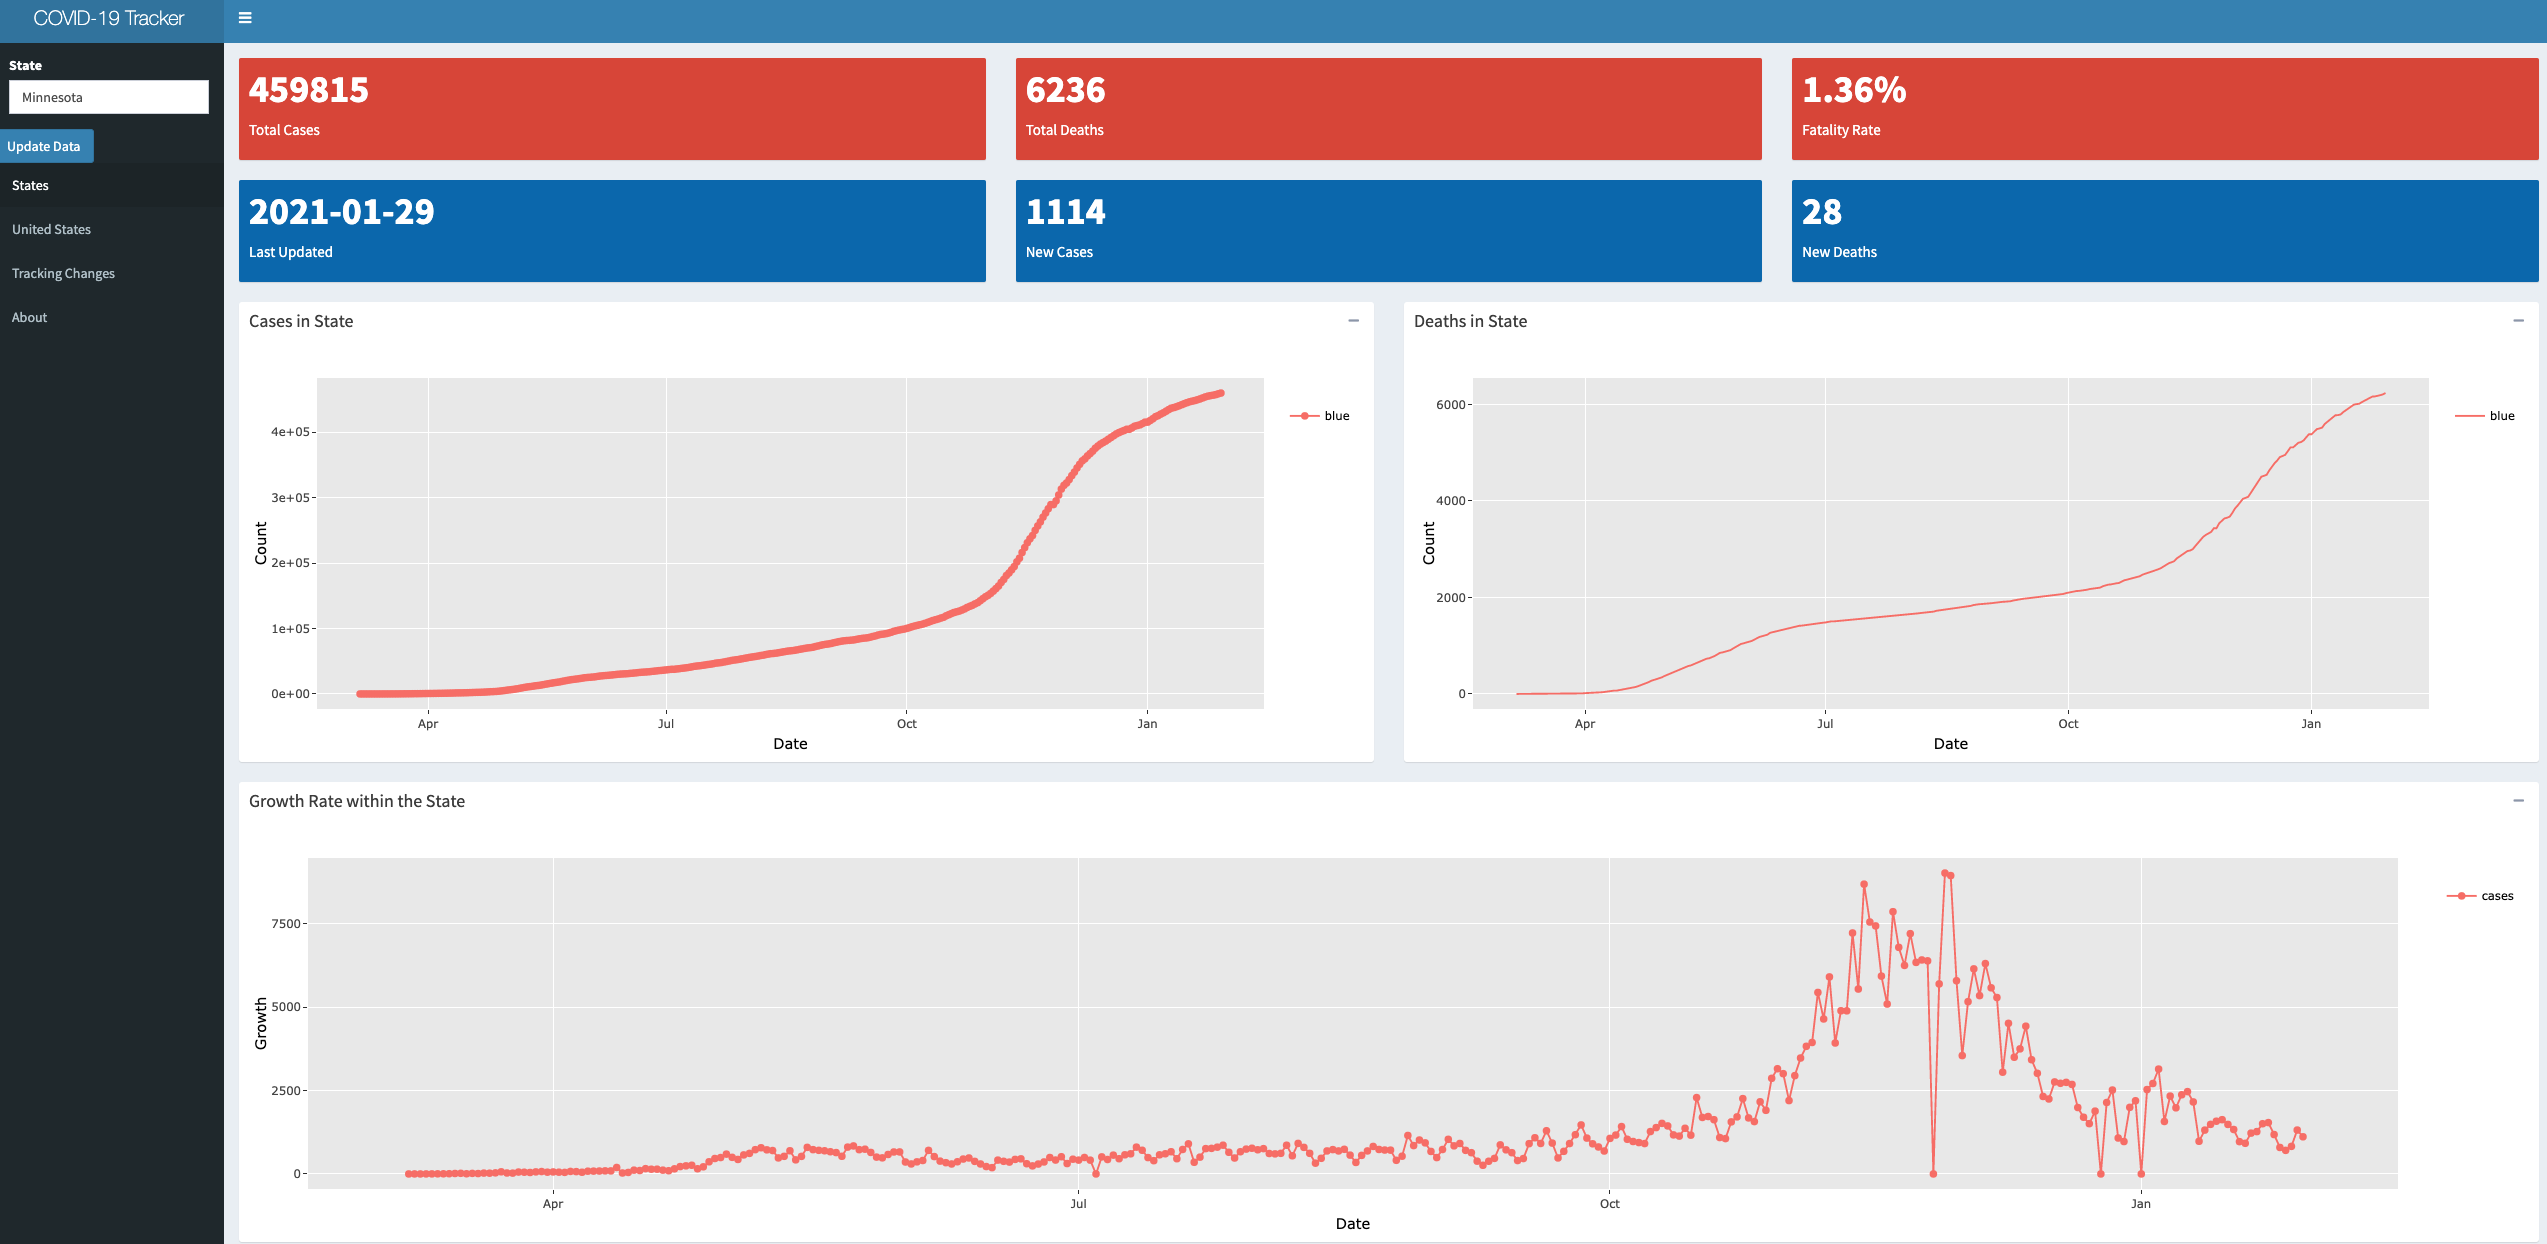 COVID-19 Tracker
State
Minnesota
Update Data
States
United States
Tracking Changes
About
459815
Total Cases
6236
Total Deaths
1.36%
Fatality Rate
2021-01-29
Last Updated
1114
New Cases
28
New Deaths
Cases in State
Count
4e+05
3e+05
2e+05
1e+05
0e+00
Apr Jul Oct Jan
Date
blue
Deaths in State
Count
6000
4000
2000
0
Apr Jul Oct Jan
Date
blue
Growth Rate within the State
Growth
7500
5000
2500
0
Apr Jul Oct Jan
Date
cases